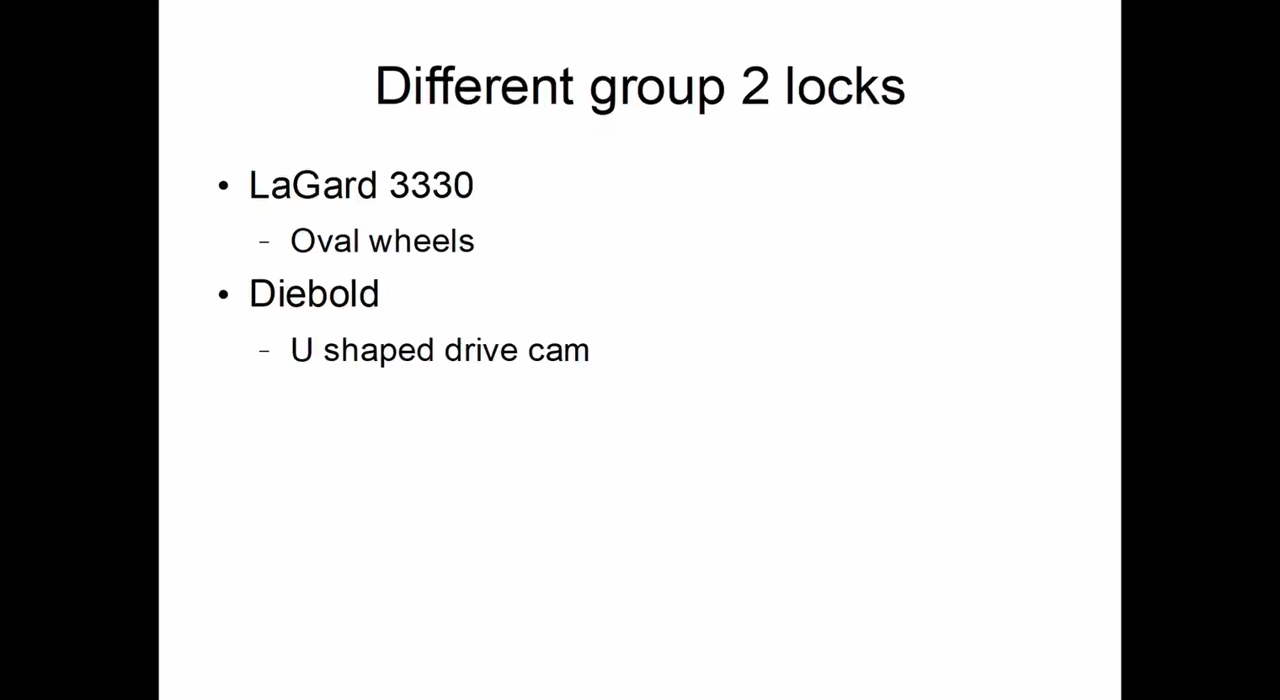 Different group 2 locks
• LaGard 3330
– Oval wheels
• Diebold
– U shaped drive cam